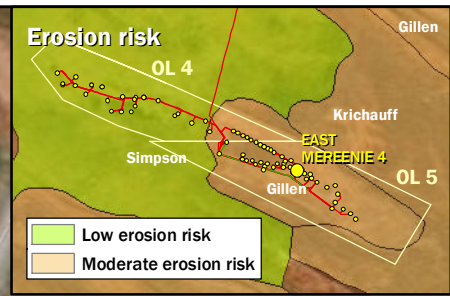 Erosion risk
Gillen
OL 4
Krichauff
EAST
MEREENIE 4
Simpson
OL 5
Gillen
Low erosion risk
Moderate erosion risk